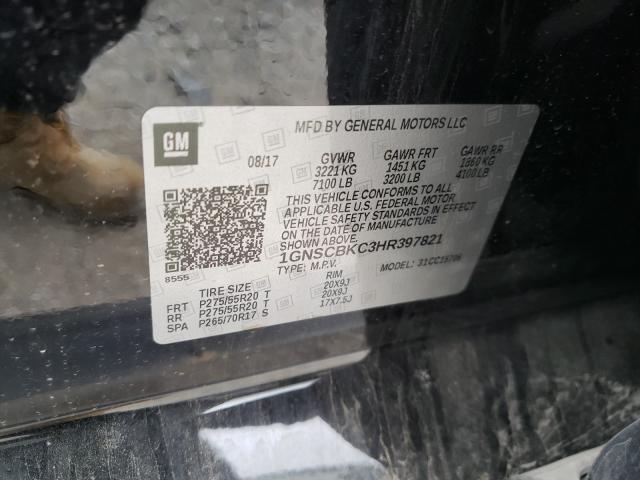 GM
MFD BY GENERAL MOTORS LLC
08/17 GVWR GAWR FRT GAWR RR
3221 KG 1451 KG 1860 KG
7100 LB 3200 LB 4100 LB
THIS VEHICLE CONFORMS TO ALL
APPLICABLE U.S. FEDERAL MOTOR
VEHICLE SAFETY STANDARDS IN EFFECT
ON THE DATE OF MANUFACTURE
1GNSCBKC3HR397821
8555
TYPE: M.P.V. MODEL: 31CC15706
TIRE SIZE RIM
FRT P275/55R20 T 20X9J
RR P275/55R20 T 20X9J
SPA P265/70R17 S 17X7.5J